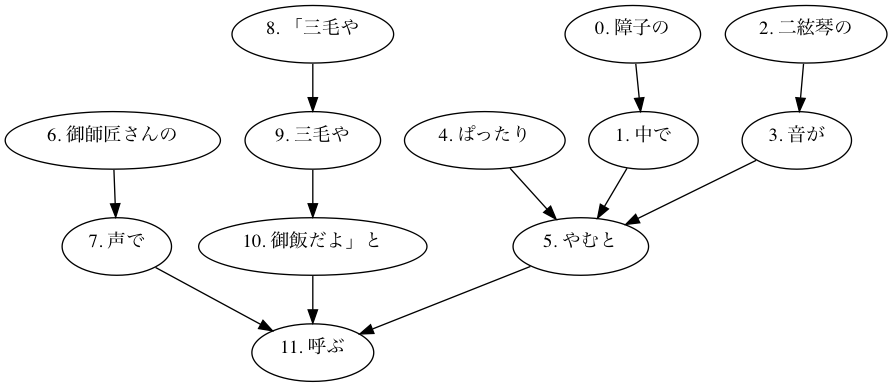 8. 「三毛や
0. 障子の
2. 二絃琴の
6. 御師匠さんの
9. 三毛や
4. ぱったり
1. 中で
3. 音が
7. 声で
10. 御飯だよ」と
5. やむと
11. 呼ぶ